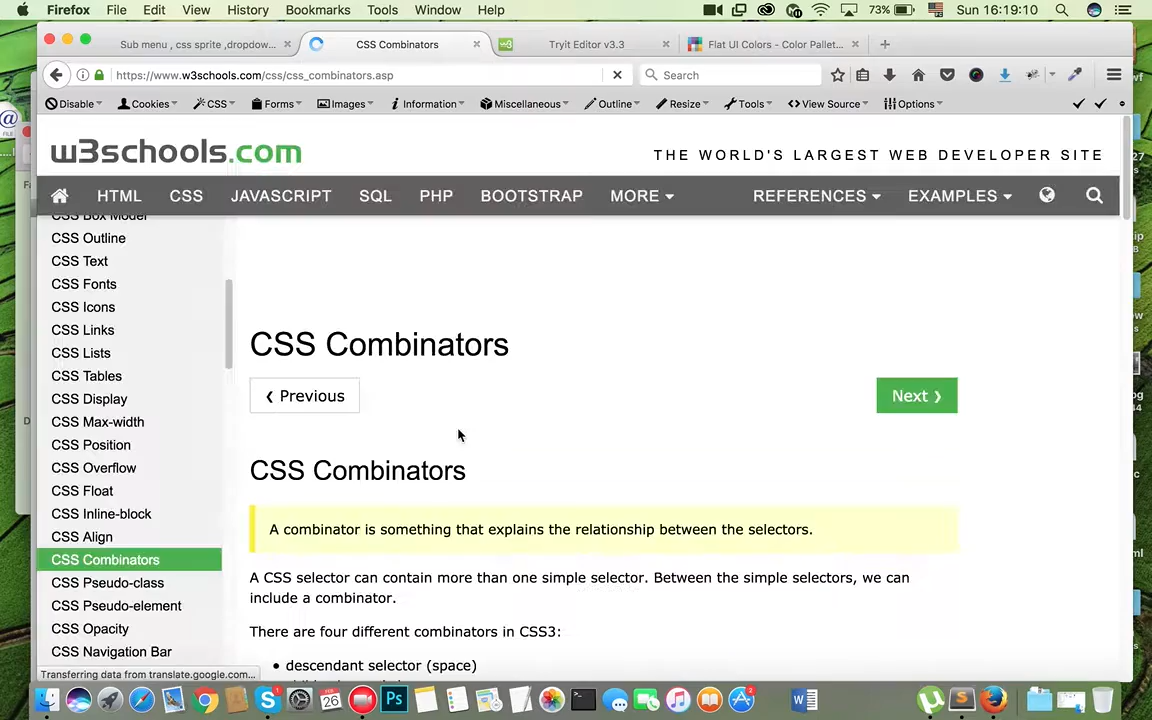 Firefox File Edit View History Bookmarks Tools Window Help 73% Sun 16:19:10
Sub menu , css sprite ,dropdow... CSS Combinators Tryit Editor v3.3 Flat UI Colors - Color Pallet...
https://www.w3schools.com/css/css_combinators.asp Search
Disable Cookies CSS Forms Images Information Miscellaneous Outline Resize Tools View Source Options
w3schools.com THE WORLD'S LARGEST WEB DEVELOPER SITE
HTML CSS JAVASCRIPT SQL PHP BOOTSTRAP MORE REFERENCES EXAMPLES
CSS Box Model
CSS Outline
CSS Text
CSS Fonts
CSS Icons
CSS Links
CSS Lists
CSS Tables
CSS Display
CSS Max-width
CSS Position
CSS Overflow
CSS Float
CSS Inline-block
CSS Align
CSS Combinators
CSS Pseudo-class
CSS Pseudo-element
CSS Opacity
CSS Navigation Bar
CSS Combinators
❮ Previous Next ❯
CSS Combinators
A combinator is something that explains the relationship between the selectors.
A CSS selector can contain more than one simple selector. Between the simple selectors, we can
include a combinator.
There are four different combinators in CSS3:
• descendant selector (space)
Transferring data from translate.google.com...